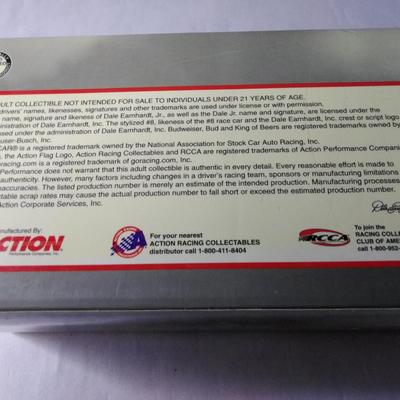 DULT COLLECTIBLE NOT INTENDED FOR SALE TO INDIVIDUALS UNDER 21 YEARS OF AGE.
drivers' names, likenesses, signatures and other trademarks are used under license or with permission.
name, signature and likeness of Dale Earnhardt, Jr., as well as the Dale Jr. name and signature, are licensed under the
ministration of Dale Earnhardt, Inc. The stylized #8, likeness of the #8 race car and the Dale Earnhardt, Inc. crest or script logo
used under the administration of Dale Earnhardt, Inc. Budweiser, Bud and King of Beers are registered trademarks owned by
user-Busch, Inc.
CAR® is a registered trademark owned by the National Association for Stock Car Auto Racing, Inc.
, the Action Flag Logo, Action Racing Collectables and RCCA are registered trademarks of Action Performance Companie
racing.com is a registered trademark of goracing.com, Inc.
Performance does not warrant that this adult collectible is authentic in every detail. Every reasonable effort is made to
authenticity. However, many factors including changes in a driver's racing team, sponsors or manufacturing limitations
naccuracies. The listed production number is merely an estimate of the intended production. Manufacturing processes
ctable scrap rates may cause the actual production number to fall short or exceed the estimated production number.
Action Corporate Services, Inc.
anufactured By:
ACTION
Performance Companies, Inc.
For your nearest
ACTION RACING COLLECTABLES
distributor call 1-800-411-8404
RCCA
To join the
RACING COLLEC
CLUB OF AME
call 1-800-952-